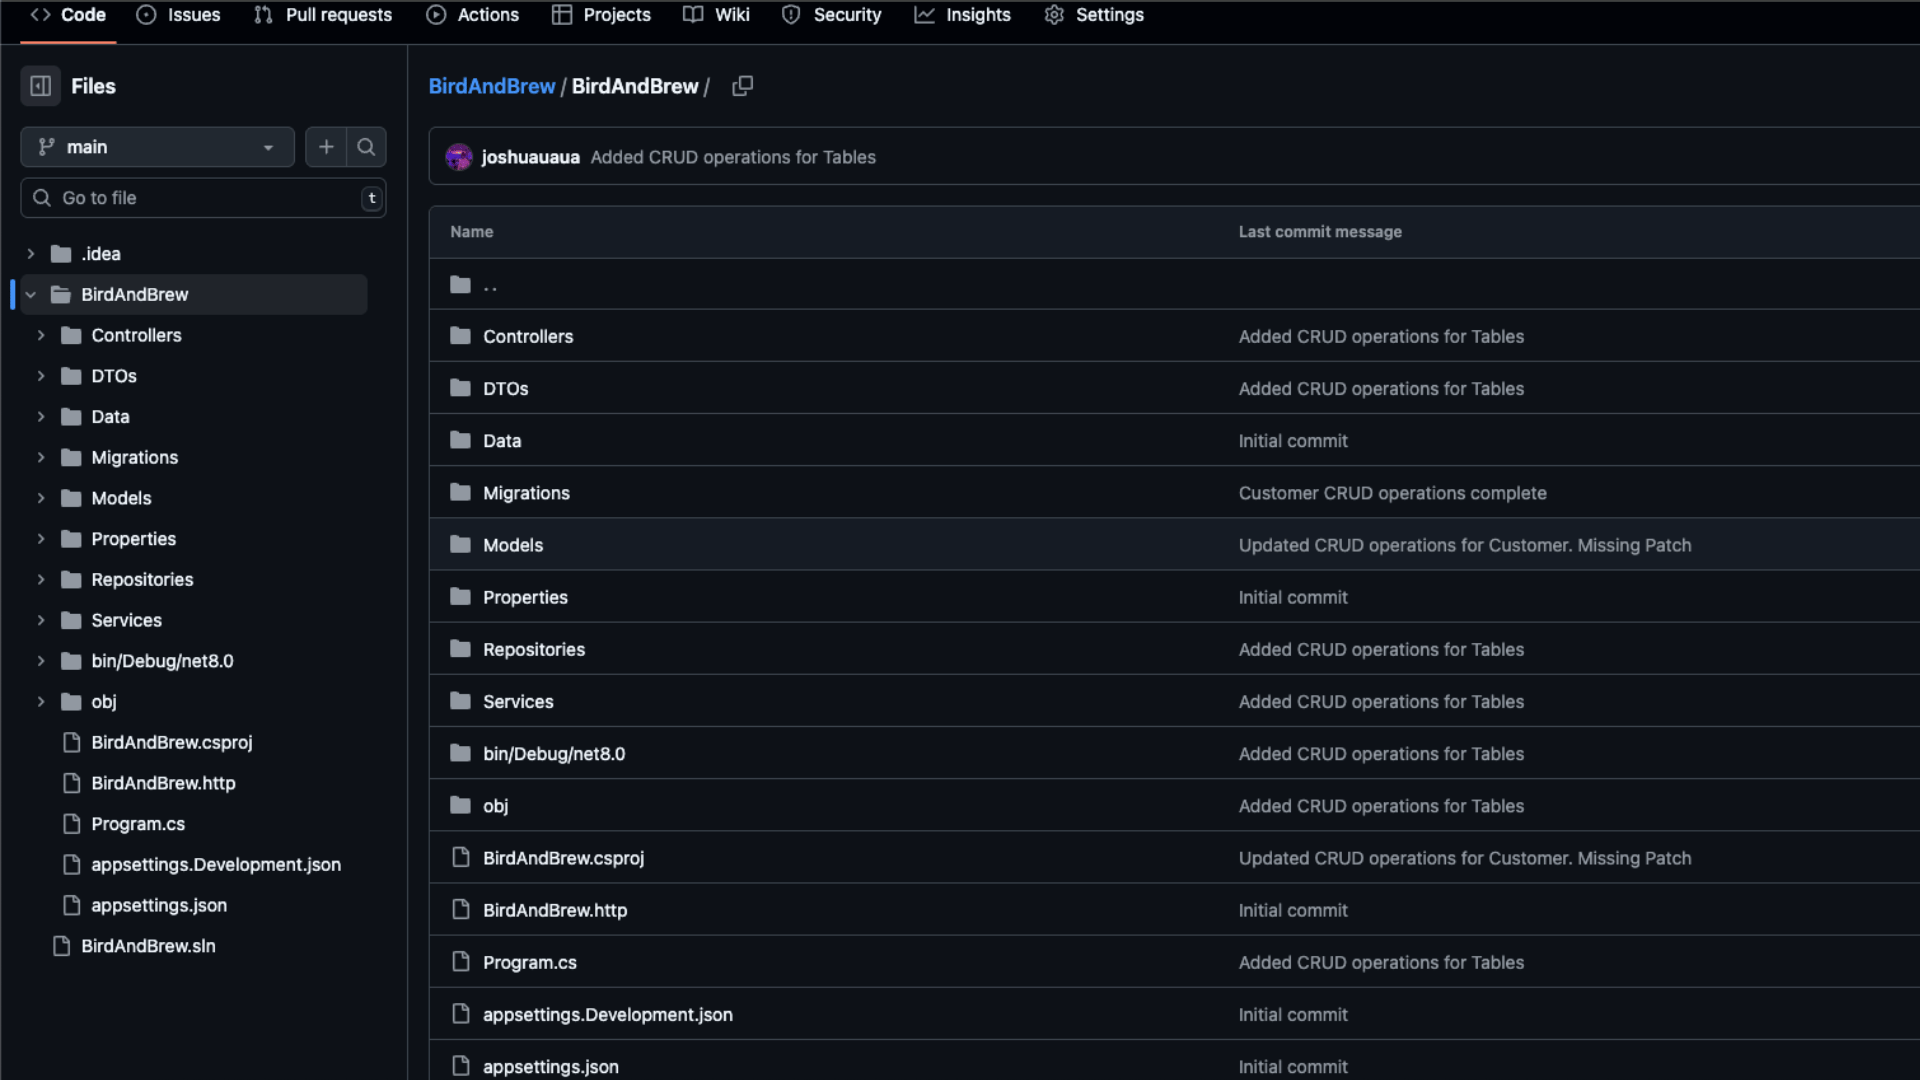 Code
Issues
Pull requests
Actions
Projects
Wiki
Security
Insights
Settings
Files
main
Go to file
t
.idea
BirdAndBrew
Controllers
DTOs
Data
Migrations
Models
Properties
Repositories
Services
bin/Debug/net8.0
obj
BirdAndBrew.csproj
BirdAndBrew.http
Program.cs
appsettings.Development.json
appsettings.json
BirdAndBrew.sln
BirdAndBrew / BirdAndBrew /
joshuauaua Added CRUD operations for Tables
Name Last commit message
..
Controllers Added CRUD operations for Tables
DTOs Added CRUD operations for Tables
Data Initial commit
Migrations Customer CRUD operations complete
Models Updated CRUD operations for Customer. Missing Patch
Properties Initial commit
Repositories Added CRUD operations for Tables
Services Added CRUD operations for Tables
bin/Debug/net8.0 Added CRUD operations for Tables
obj Added CRUD operations for Tables
BirdAndBrew.csproj Updated CRUD operations for Customer. Missing Patch
BirdAndBrew.http Initial commit
Program.cs Added CRUD operations for Tables
appsettings.Development.json Initial commit
appsettings.json Initial commit